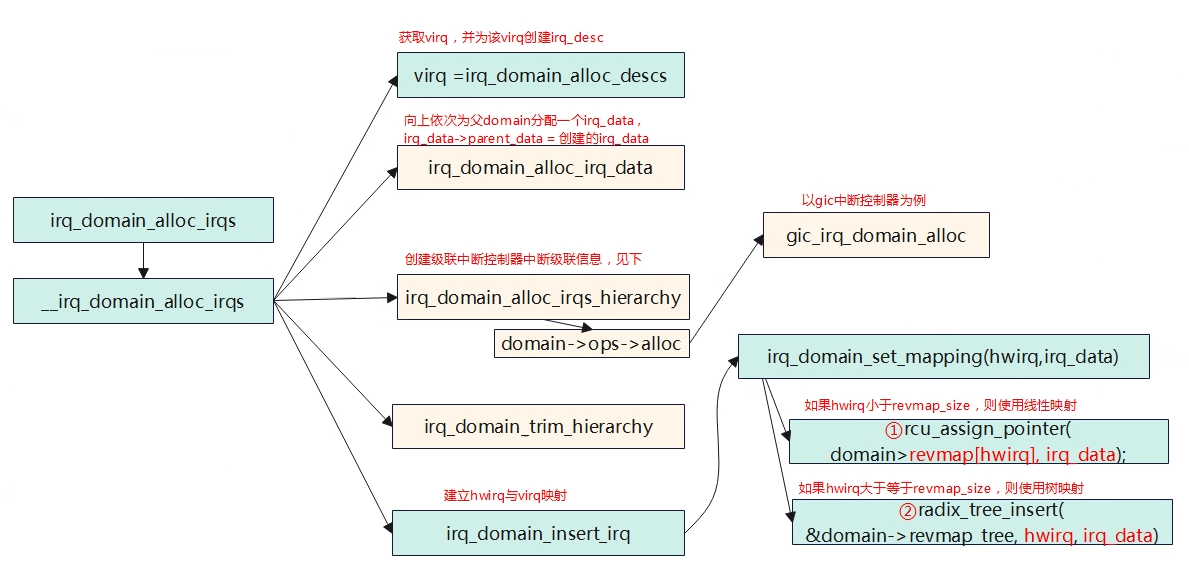 获取virq，并为该virq创建irq_desc
virq =irq_domain_alloc_descs
向上依次为父domain分配一个irq_data，
irq_data->parent_data = 创建的irq_data
irq_domain_alloc_irq_data
irq_domain_alloc_irqs
__irq_domain_alloc_irqs
以gic中断控制器为例
gic_irq_domain_alloc
创建级联中断控制器中断级联信息，见下
irq_domain_alloc_irqs_hierarchy
domain->ops->alloc
irq_domain_trim_hierarchy
建立hwirq与virq映射
irq_domain_insert_irq
irq_domain_set_mapping(hwirq,irq_data)
如果hwirq小于revmap_size，则使用线性映射
①rcu_assign_pointer(
domain>revmap[hwirq], irq_data);
如果hwirq大于等于revmap_size，则使用树映射
②radix_tree_insert(
&domain->revmap_tree, hwirq, irq_data)